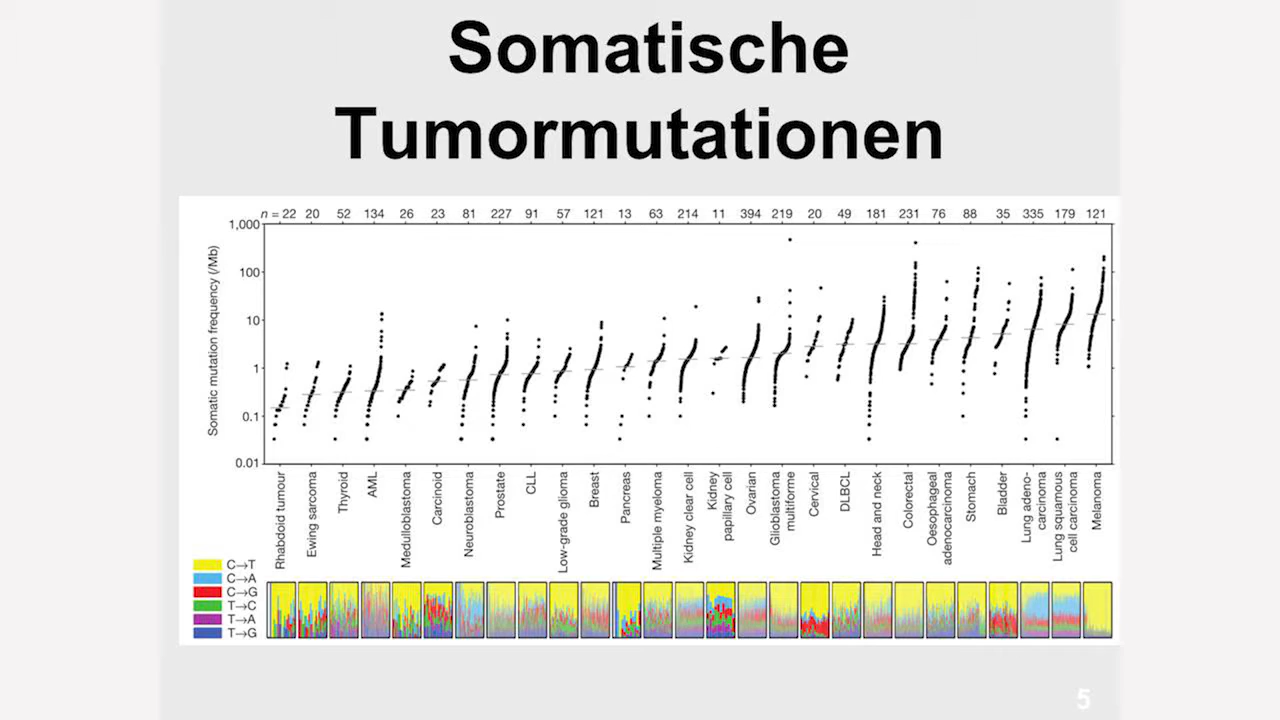 Somatische
Tumormutationen
n = 22 20 52 134 26 23 81 227 91 57 121 13 63 214 11 394 219 20 49 181 231 76 88 35 335 179 121
Somatic mutation frequency (/Mb)
1,000
100
10
1
0.1
0.01
Rhabdoid tumour
Ewing sarcoma
Thyroid
AML
Medulloblastoma
Carcinoid
Neuroblastoma
Prostate
CLL
Low-grade glioma
Breast
Pancreas
Multiple myeloma
Kidney clear cell
Kidney
papillary cell
Ovarian
Glioblastoma
multiforme
Cervical
DLBCL
Head and neck
Colorectal
Oesophageal
adenocarcinoma
Stomach
Bladder
Lung adeno-
carcinoma
Lung squamous
cell carcinoma
Melanoma
C→T
C→A
C→G
T→C
T→A
T→G
5